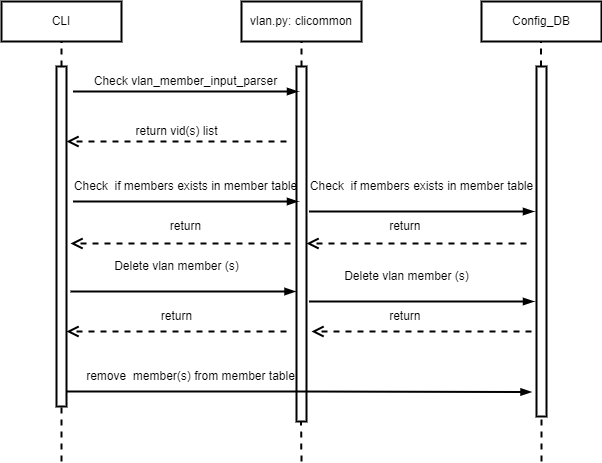 CLI
vlan.py: clicommon
Config_DB
Check vlan_member_input_parser
return vid(s) list
Check  if members exists in member table
Check  if members exists in member table
return
return
Delete vlan member (s)
Delete vlan member (s)
return
return
remove  member(s) from member table